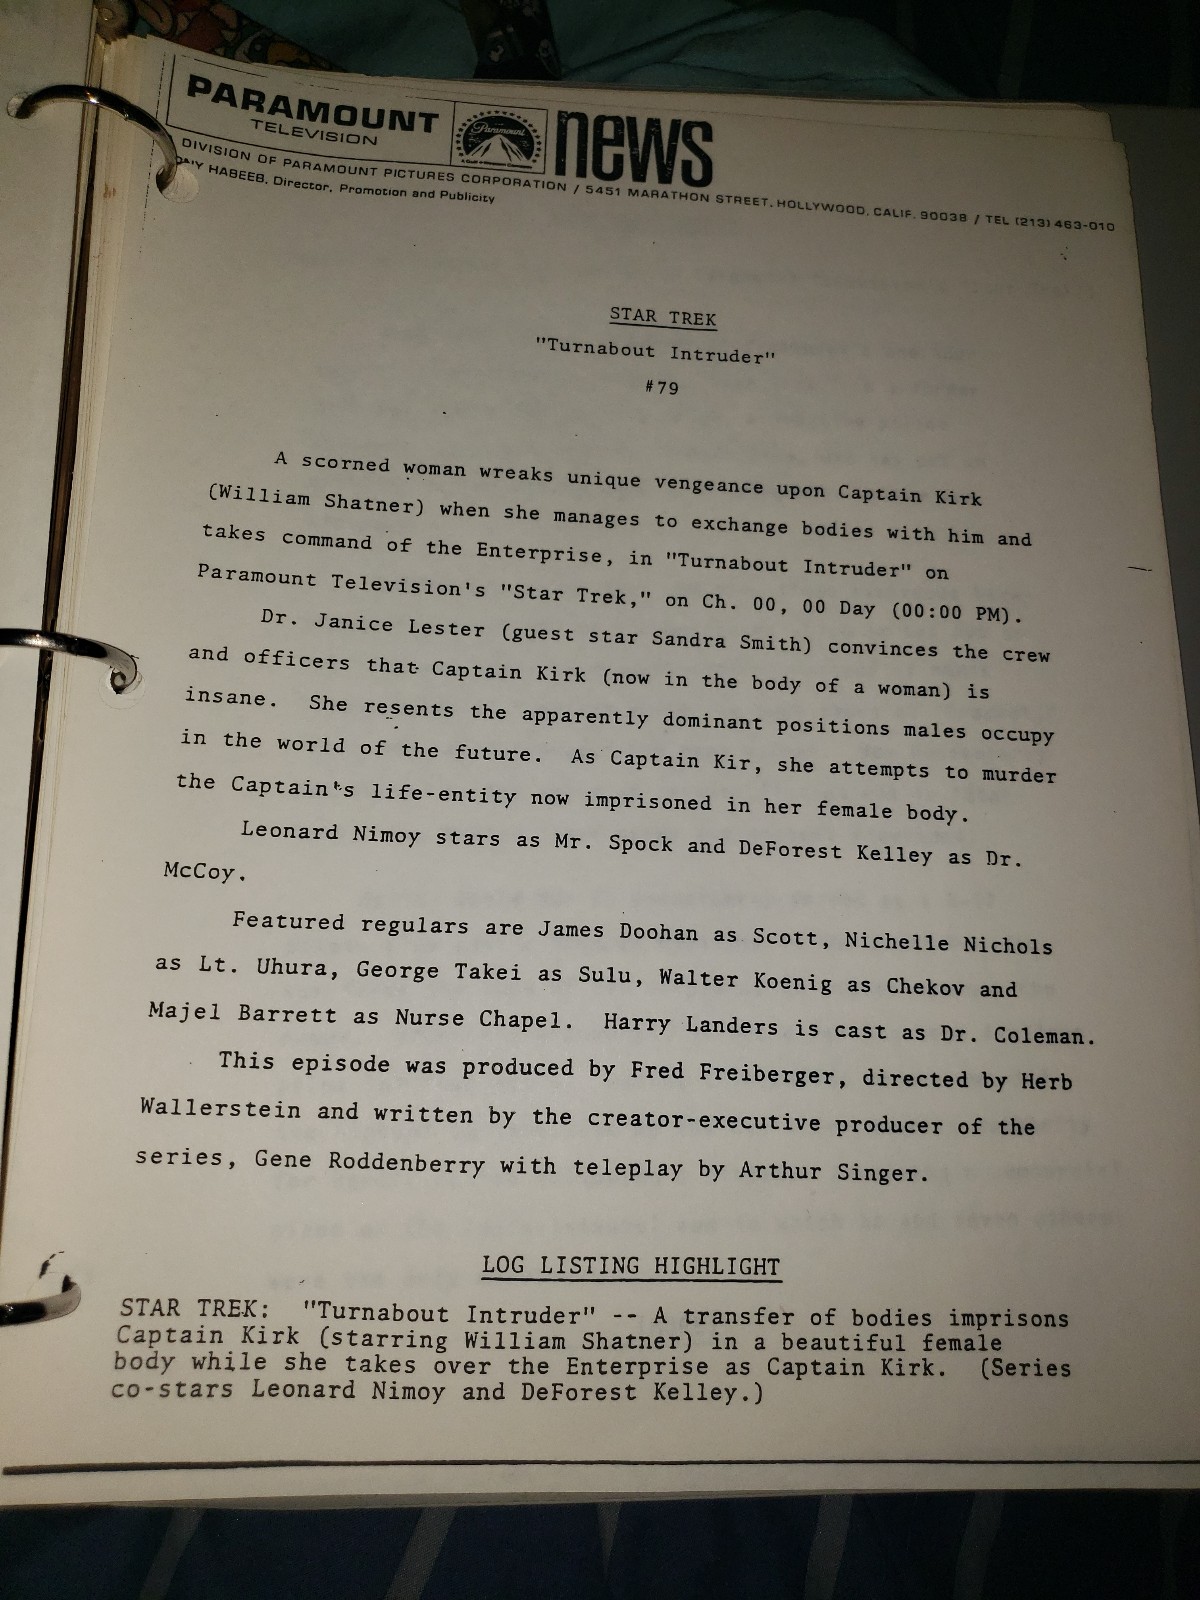 PARAMOUNT
TELEVISION
Paramount
A Gulf+Western Company
news
DIVISION OF PARAMOUNT PICTURES CORPORATION / 5451 MARATHON STREET, HOLLYWOOD, CALIF. 90038 / TEL (213) 463-010
HABEEB, Director, Promotion and Publicity
STAR TREK
"Turnabout Intruder"
#79
A scorned woman wreaks unique vengeance upon Captain Kirk
(William Shatner) when she manages to exchange bodies with him and
takes command of the Enterprise, in "Turnabout Intruder" on
Paramount Television's "Star Trek," on Ch. 00, 00 Day (00:00 PM).
Dr. Janice Lester (guest star Sandra Smith) convinces the crew
and officers that Captain Kirk (now in the body of a woman) is
insane. She resents the apparently dominant positions males occupy
in the world of the future. As Captain Kir, she attempts to murder
the Captain's life-entity now imprisoned in her female body.
Leonard Nimoy stars as Mr. Spock and DeForest Kelley as Dr.
McCoy.
Featured regulars are James Doohan as Scott, Nichelle Nichols
as Lt. Uhura, George Takei as Sulu, Walter Koenig as Chekov and
Majel Barrett as Nurse Chapel. Harry Landers is cast as Dr. Coleman.
This episode was produced by Fred Freiberger, directed by Herb
Wallerstein and written by the creator-executive producer of the
series, Gene Roddenberry with teleplay by Arthur Singer.
LOG LISTING HIGHLIGHT
STAR TREK: "Turnabout Intruder" -- A transfer of bodies imprisons
Captain Kirk (starring William Shatner) in a beautiful female
body while she takes over the Enterprise as Captain Kirk. (Series
co-stars Leonard Nimoy and DeForest Kelley.)